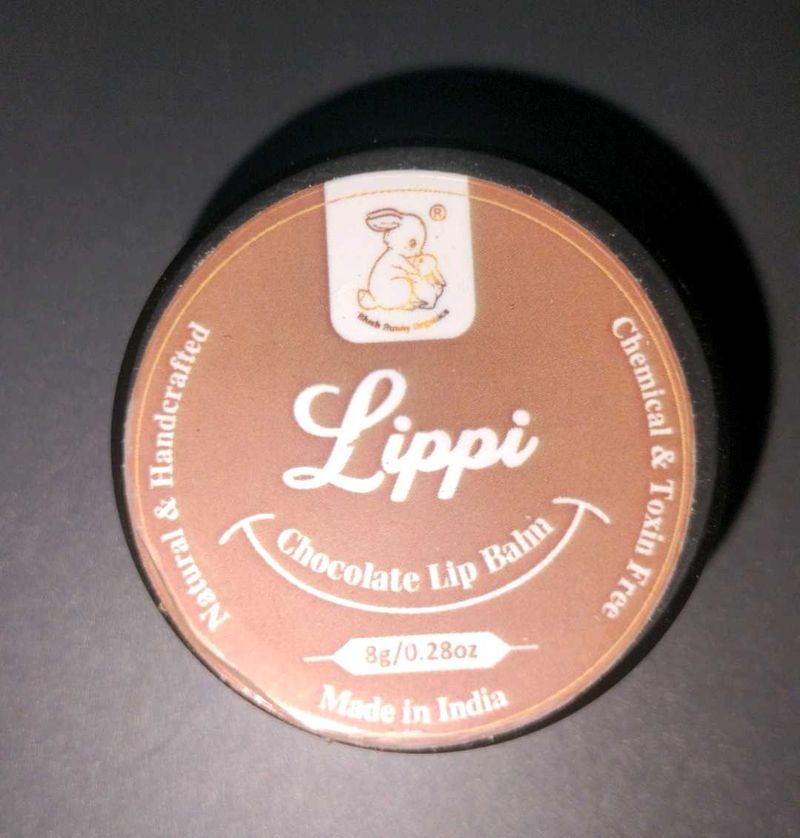 ®
Lippi
Chocolate Lip Balm
8g/0.28oz
Made in India
Natural & Handcrafted
Chemical & Toxin Free